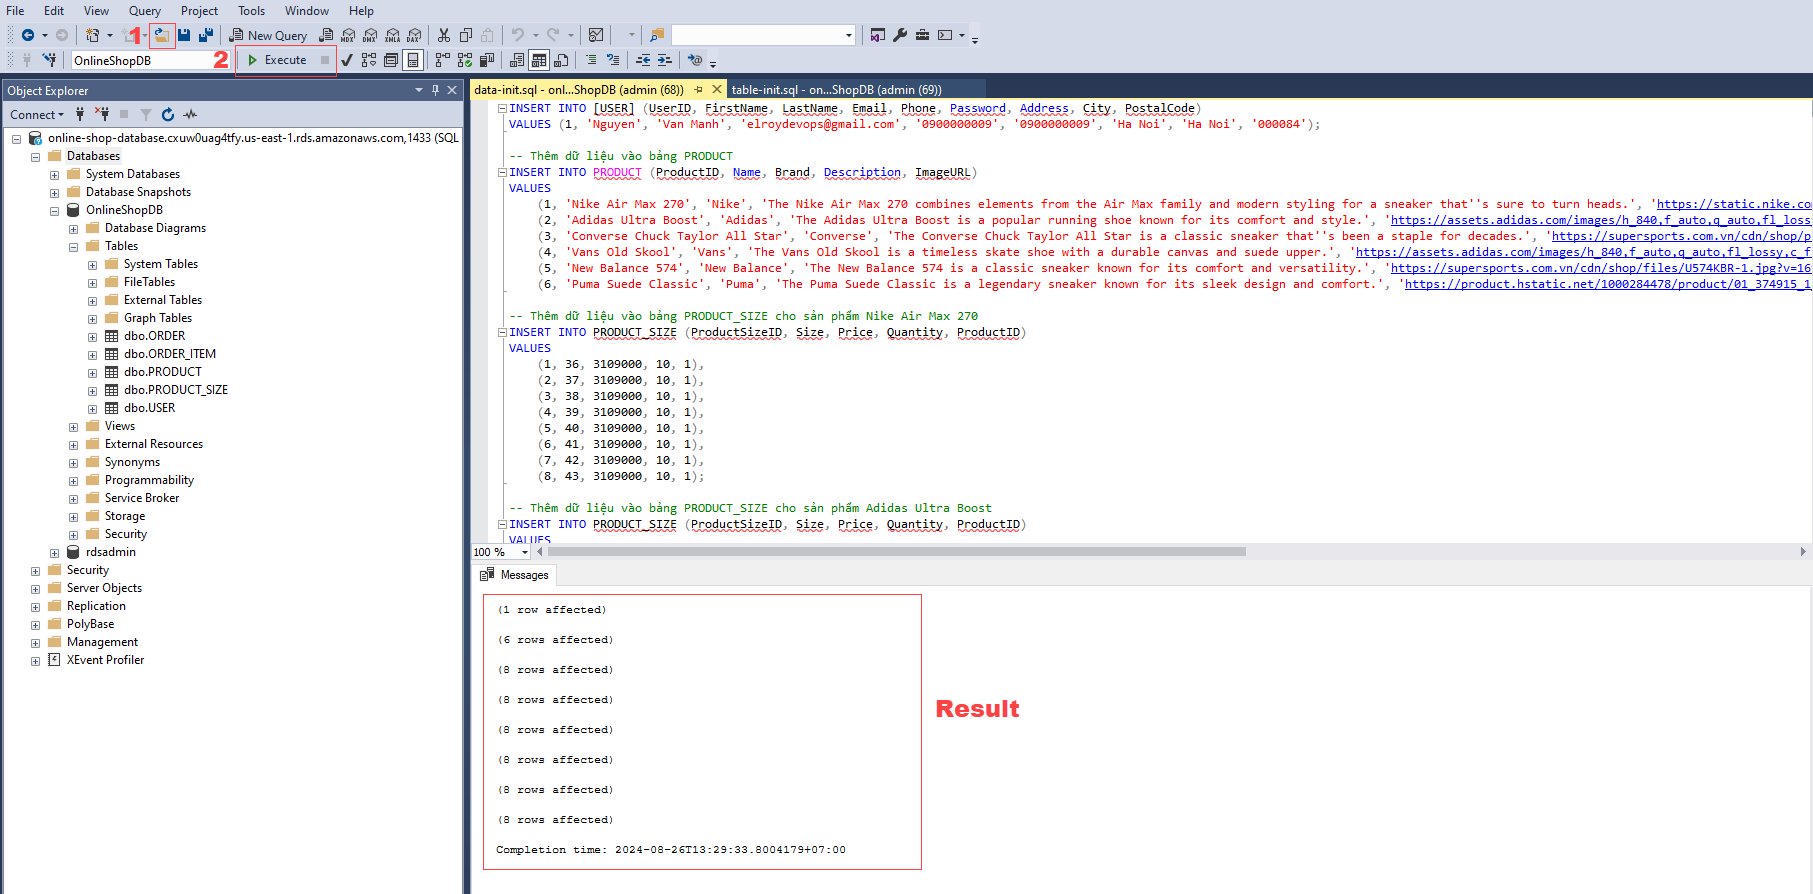 File Edit View Query Project Tools Window Help
1 New Query MDX DMX XMLA DAX
OnlineShopDB 2 Execute
Object Explorer
Connect
online-shop-database.cxuw0uag4tfy.us-east-1.rds.amazonaws.com,1433 (SQL
Databases
System Databases
Database Snapshots
OnlineShopDB
Database Diagrams
Tables
System Tables
FileTables
External Tables
Graph Tables
dbo.ORDER
dbo.ORDER_ITEM
dbo.PRODUCT
dbo.PRODUCT_SIZE
dbo.USER
Views
External Resources
Synonyms
Programmability
Service Broker
Storage
Security
rdsadmin
Security
Server Objects
Replication
PolyBase
Management
XEvent Profiler
data-init.sql - onl...ShopDB (admin (68)) table-init.sql - on...ShopDB (admin (69))
INSERT INTO [USER] (UserID, FirstName, LastName, Email, Phone, Password, Address, City, PostalCode)
VALUES (1, 'Nguyen', 'Van Manh', 'elroydevops@gmail.com', '0900000009', '0900000009', 'Ha Noi', 'Ha Noi', '000084');
-- Thêm dữ liệu vào bảng PRODUCT
INSERT INTO PRODUCT (ProductID, Name, Brand, Description, ImageURL)
VALUES
(1, 'Nike Air Max 270', 'Nike', 'The Nike Air Max 270 combines elements from the Air Max family and modern styling for a sneaker that''s sure to turn heads.', 'https://static.nike.co
(2, 'Adidas Ultra Boost', 'Adidas', 'The Adidas Ultra Boost is a popular running shoe known for its comfort and style.', 'https://assets.adidas.com/images/h_840,f_auto,q_auto,fl_lossy
(3, 'Converse Chuck Taylor All Star', 'Converse', 'The Converse Chuck Taylor All Star is a classic sneaker that''s been a staple for decades.', 'https://supersports.com.vn/cdn/shop/p
(4, 'Vans Old Skool', 'Vans', 'The Vans Old Skool is a timeless skate shoe with a durable canvas and suede upper.', 'https://assets.adidas.com/images/h_840,f_auto,q_auto,fl_lossy,c_f
(5, 'New Balance 574', 'New Balance', 'The New Balance 574 is a classic sneaker known for its comfort and versatility.', 'https://supersports.com.vn/cdn/shop/files/U574KBR-1.jpg?v=16
(6, 'Puma Suede Classic', 'Puma', 'The Puma Suede Classic is a legendary sneaker known for its sleek design and comfort.', 'https://product.hstatic.net/1000284478/product/01_374915_1
-- Thêm dữ liệu vào bảng PRODUCT_SIZE cho sản phẩm Nike Air Max 270
INSERT INTO PRODUCT_SIZE (ProductSizeID, Size, Price, Quantity, ProductID)
VALUES
(1, 36, 3109000, 10, 1),
(2, 37, 3109000, 10, 1),
(3, 38, 3109000, 10, 1),
(4, 39, 3109000, 10, 1),
(5, 40, 3109000, 10, 1),
(6, 41, 3109000, 10, 1),
(7, 42, 3109000, 10, 1),
(8, 43, 3109000, 10, 1);
-- Thêm dữ liệu vào bảng PRODUCT_SIZE cho sản phẩm Adidas Ultra Boost
INSERT INTO PRODUCT_SIZE (ProductSizeID, Size, Price, Quantity, ProductID)
VALUES
100 %
Messages
(1 row affected)
(6 rows affected)
(8 rows affected)
(8 rows affected)
(8 rows affected)
(8 rows affected)
(8 rows affected)
(8 rows affected)
Completion time: 2024-08-26T13:29:33.8004179+07:00
Result